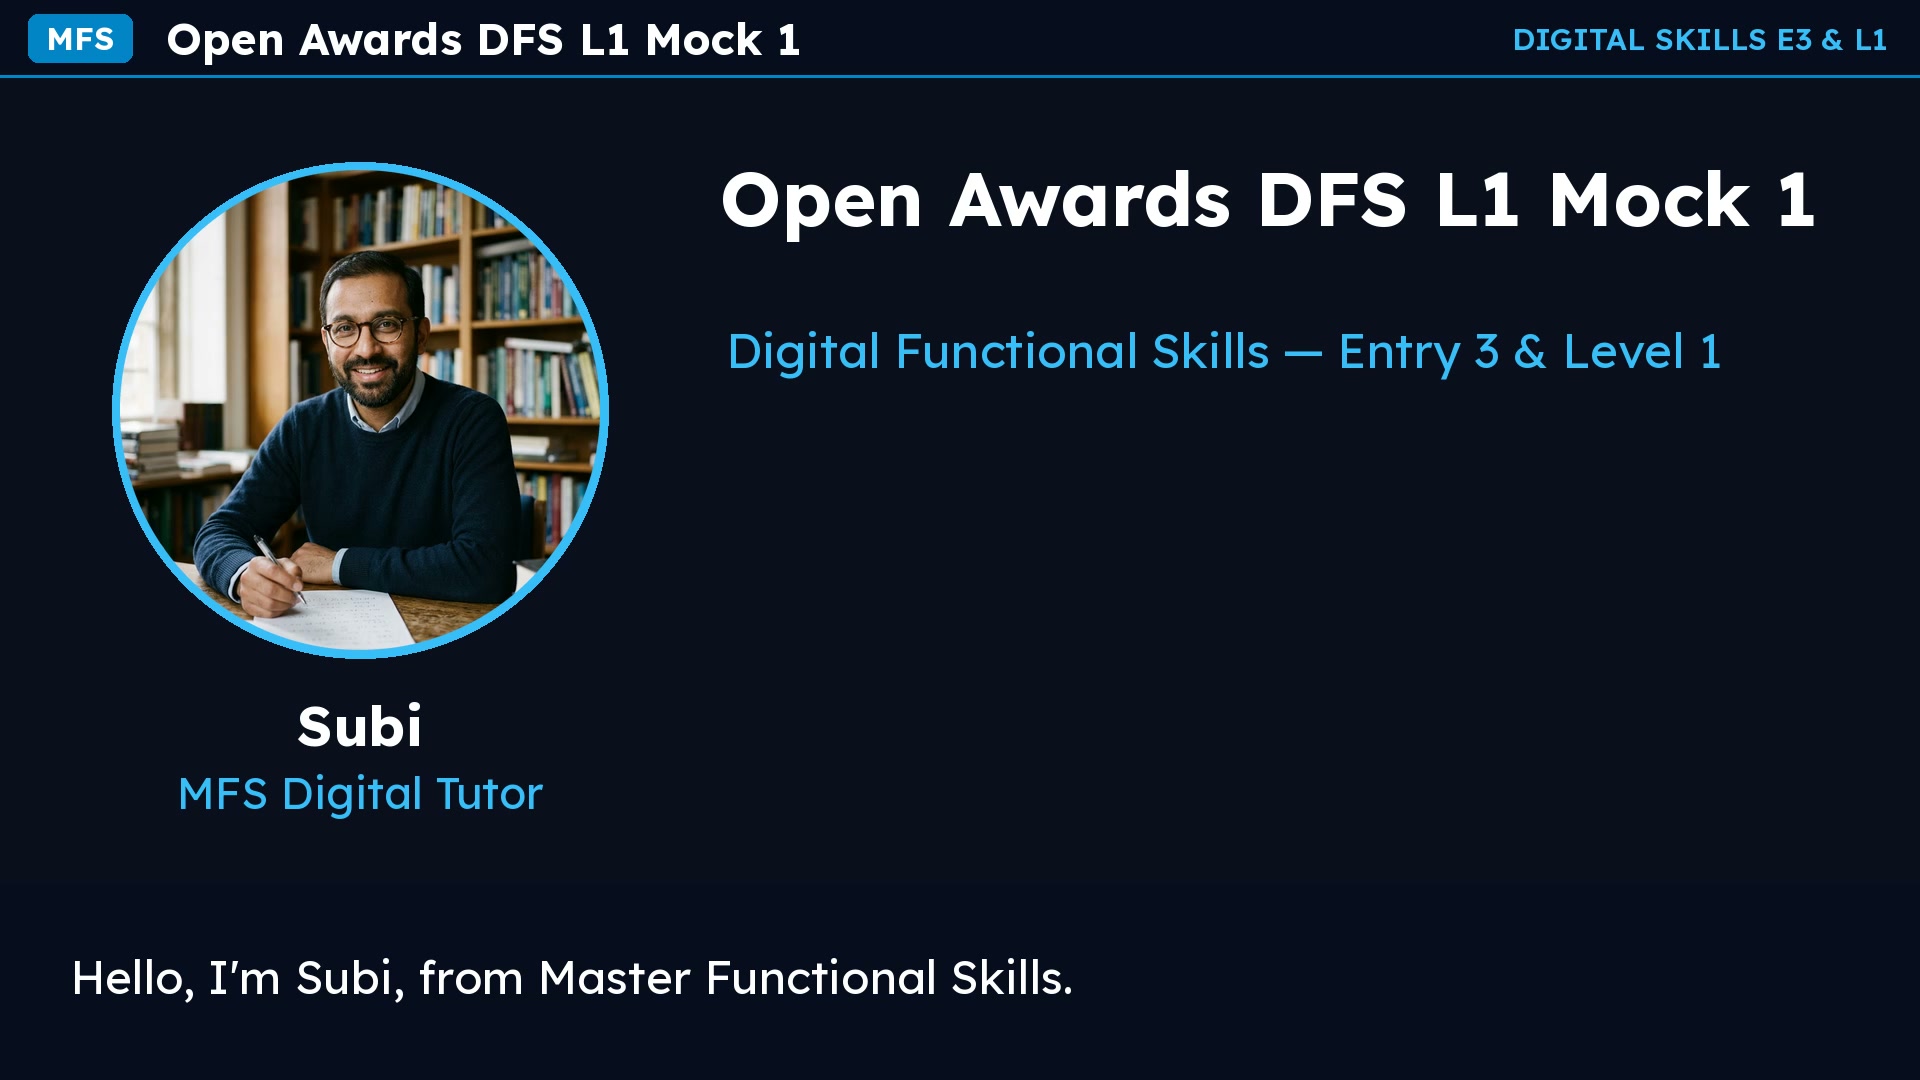 MFS
Open Awards DFS L1 Mock 1
DIGITAL SKILLS E3 & L1
Open Awards DFS L1 Mock 1
Digital Functional Skills — Entry 3 & Level 1
Subi
MFS Digital Tutor
Hello, I'm Subi, from Master Functional Skills.